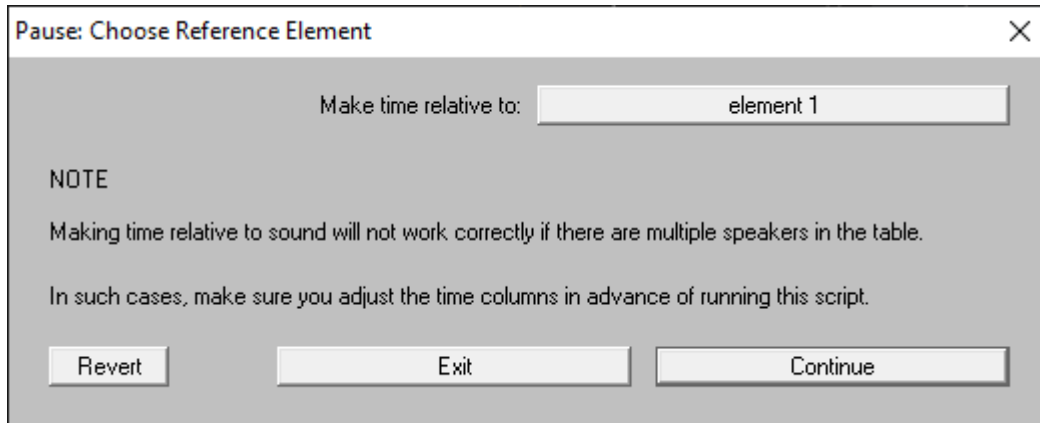 Pause: Choose Reference Element
Make time relative to: element 1
NOTE
Making time relative to sound will not work correctly if there are multiple speakers in the table.
In such cases, make sure you adjust the time columns in advance of running this script.
Revert Exit Continue